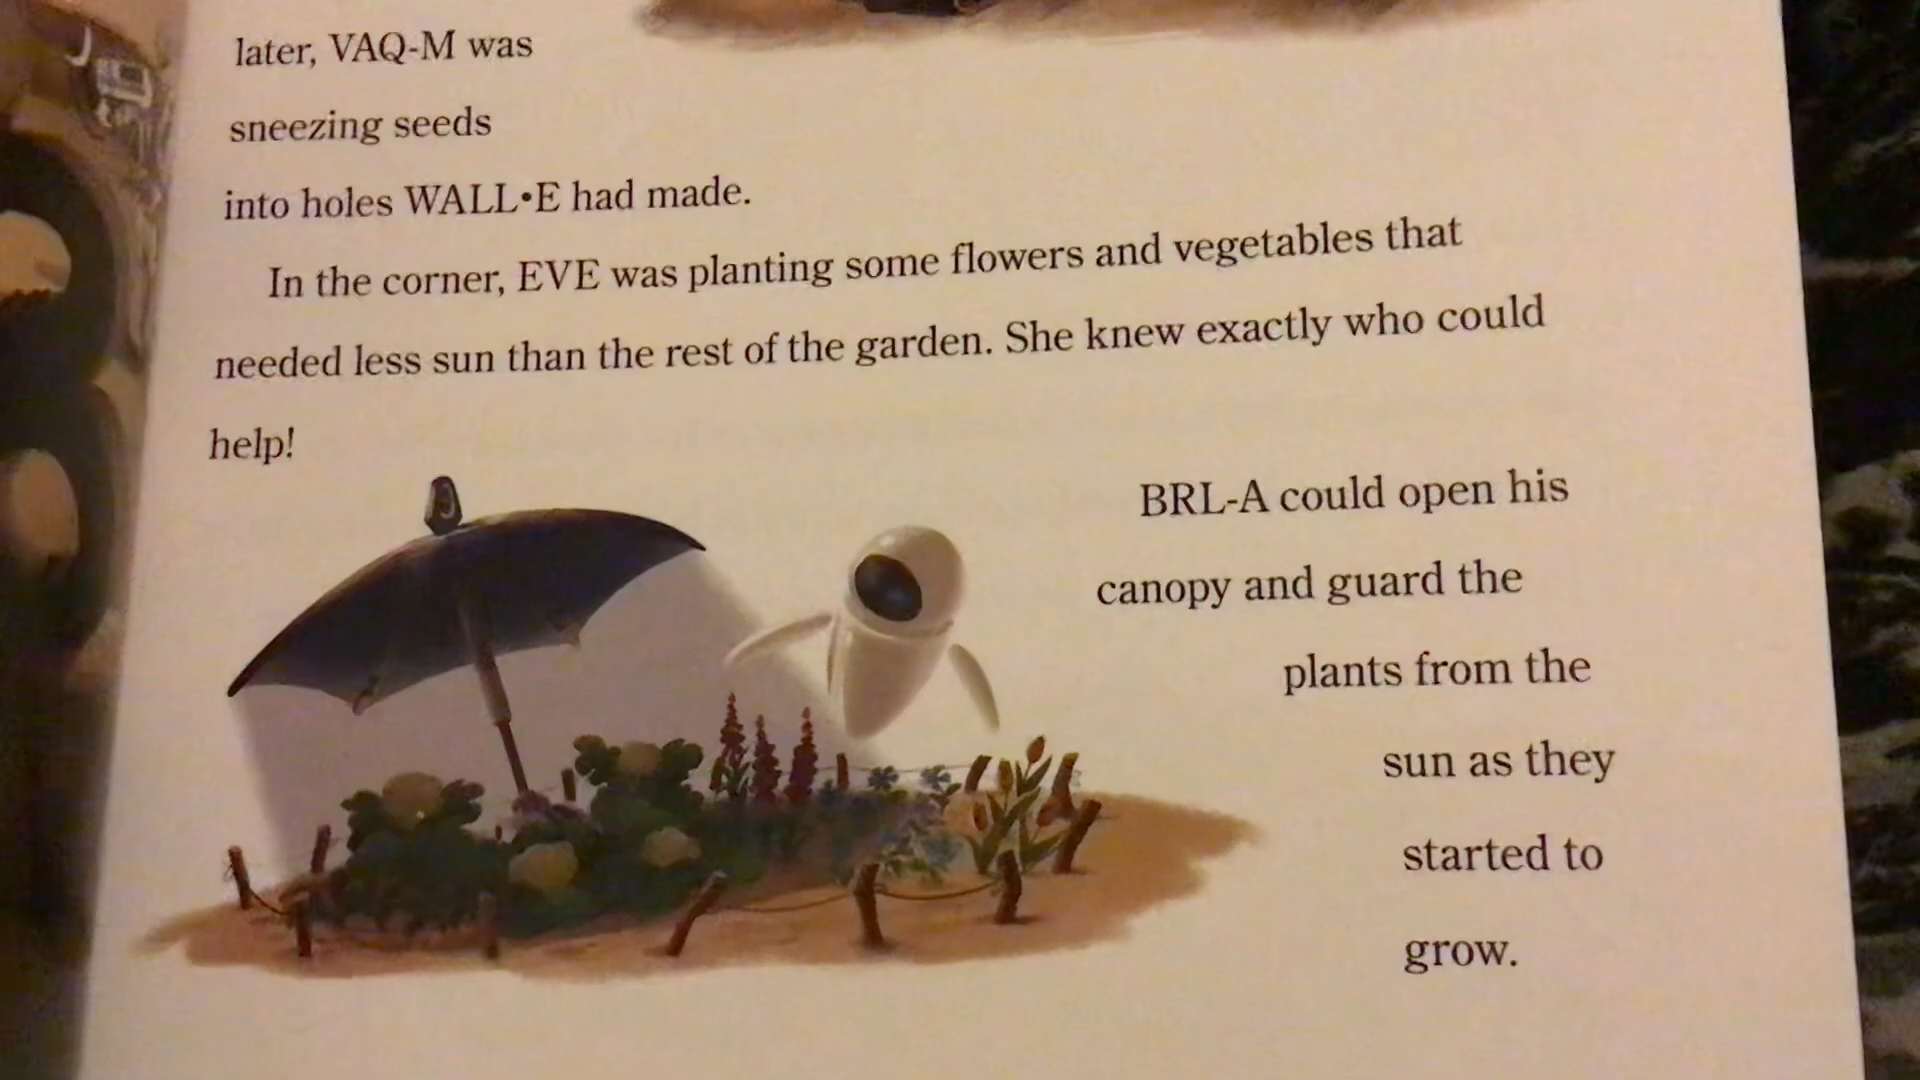 later, VAQ-M was
sneezing seeds
into holes WALL•E had made.
In the corner, EVE was planting some flowers and vegetables that
needed less sun than the rest of the garden. She knew exactly who could
help!
BRL-A could open his
canopy and guard the
plants from the
sun as they
started to
grow.